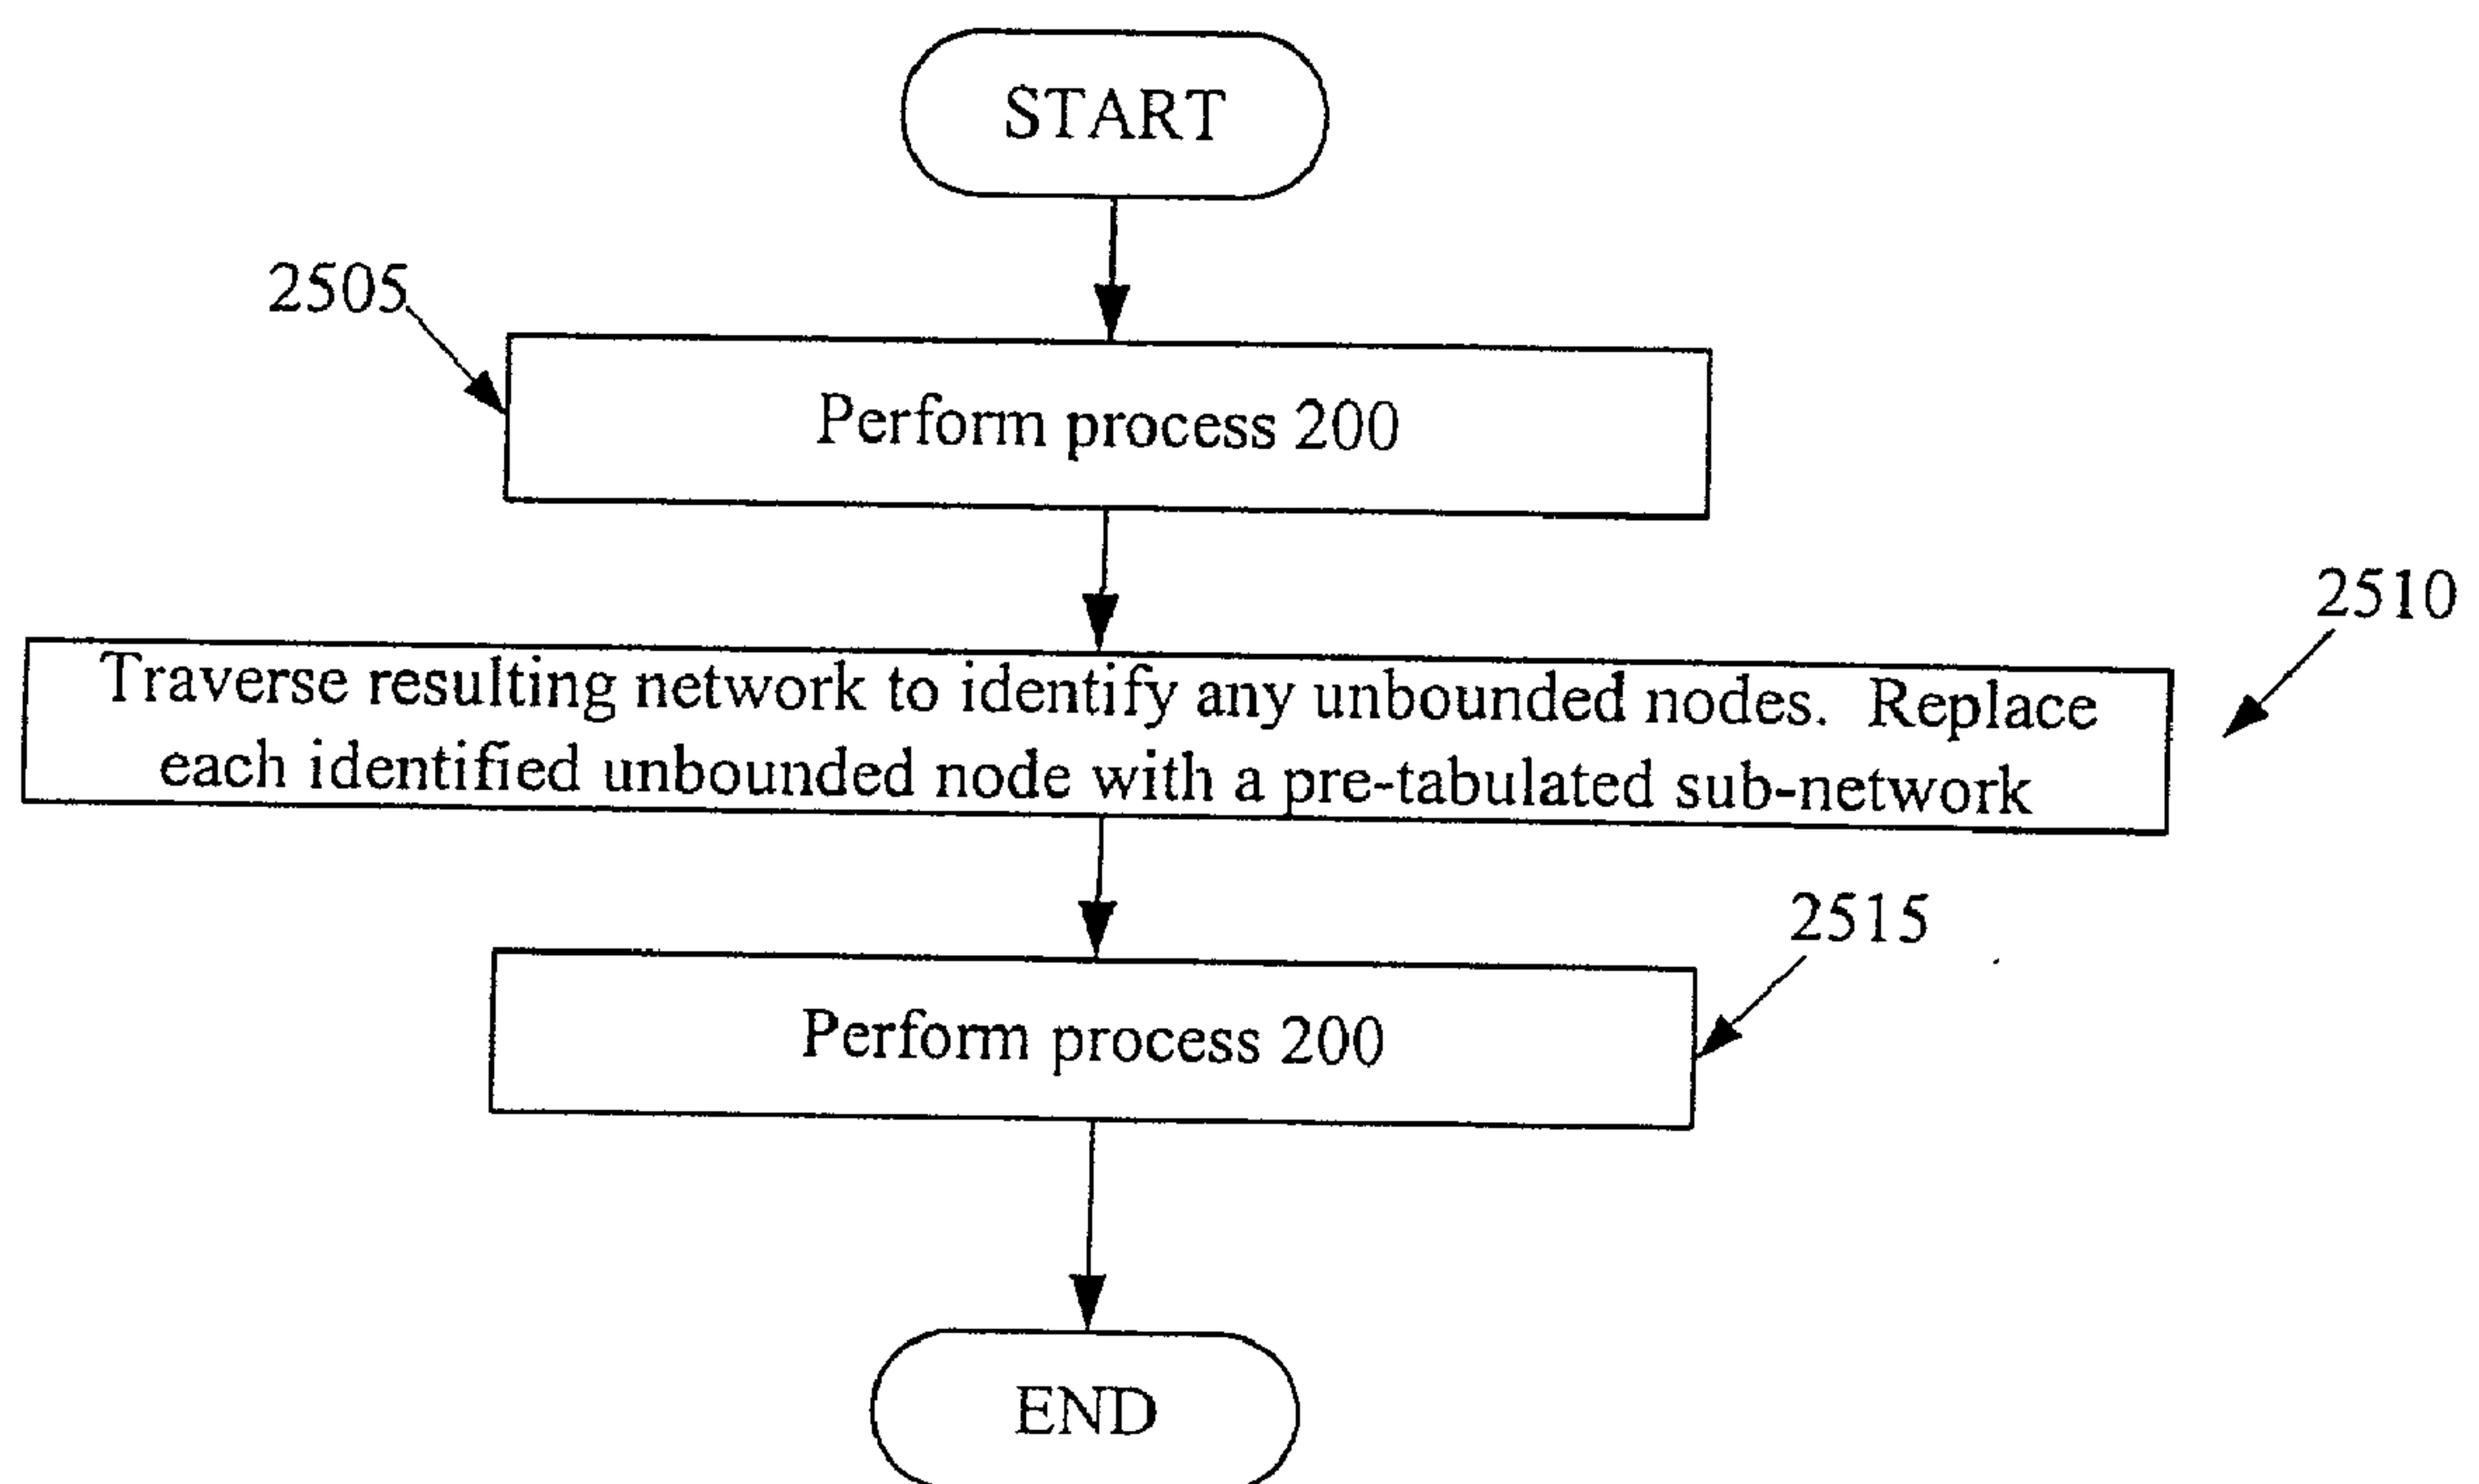 START
2505
Perform process 200
2510
Traverse resulting network to identify any unbounded nodes.  Replace
each identified unbounded node with a pre-tabulated sub-network
2515
Perform process 200
END